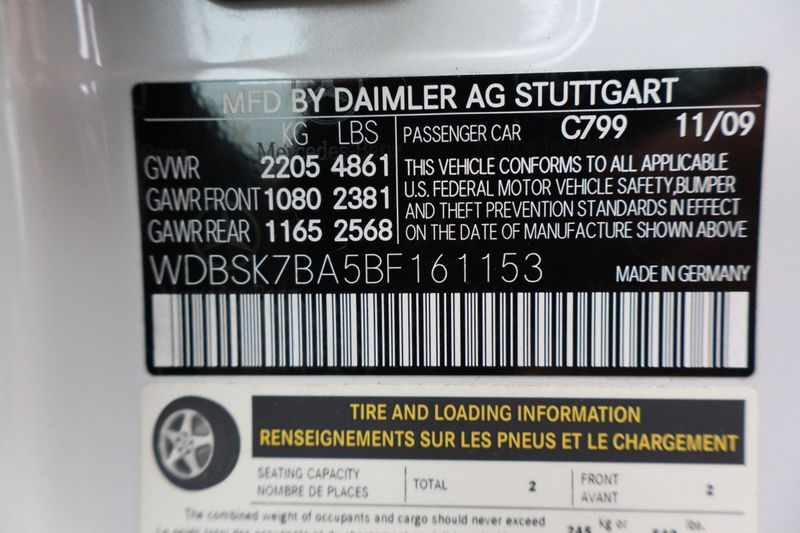 MFD BY DAIMLER AG STUTTGART
KG LBS
GVWR 2205 4861
GAWR FRONT 1080 2381
GAWR REAR 1165 2568
PASSENGER CAR C799 11/09
THIS VEHICLE CONFORMS TO ALL APPLICABLE
U.S. FEDERAL MOTOR VEHICLE SAFETY,BUMPER
AND THEFT PREVENTION STANDARDS IN EFFECT
ON THE DATE OF MANUFACTURE SHOWN ABOVE
WDBSK7BA5BF161153 MADE IN GERMANY
TIRE AND LOADING INFORMATION
RENSEIGNEMENTS SUR LES PNEUS ET LE CHARGEMENT
SEATING CAPACITY
NOMBRE DE PLACES
TOTAL 2
FRONT
AVANT
2
The combined weight of occupants and cargo should never exceed
kg or
lbs.